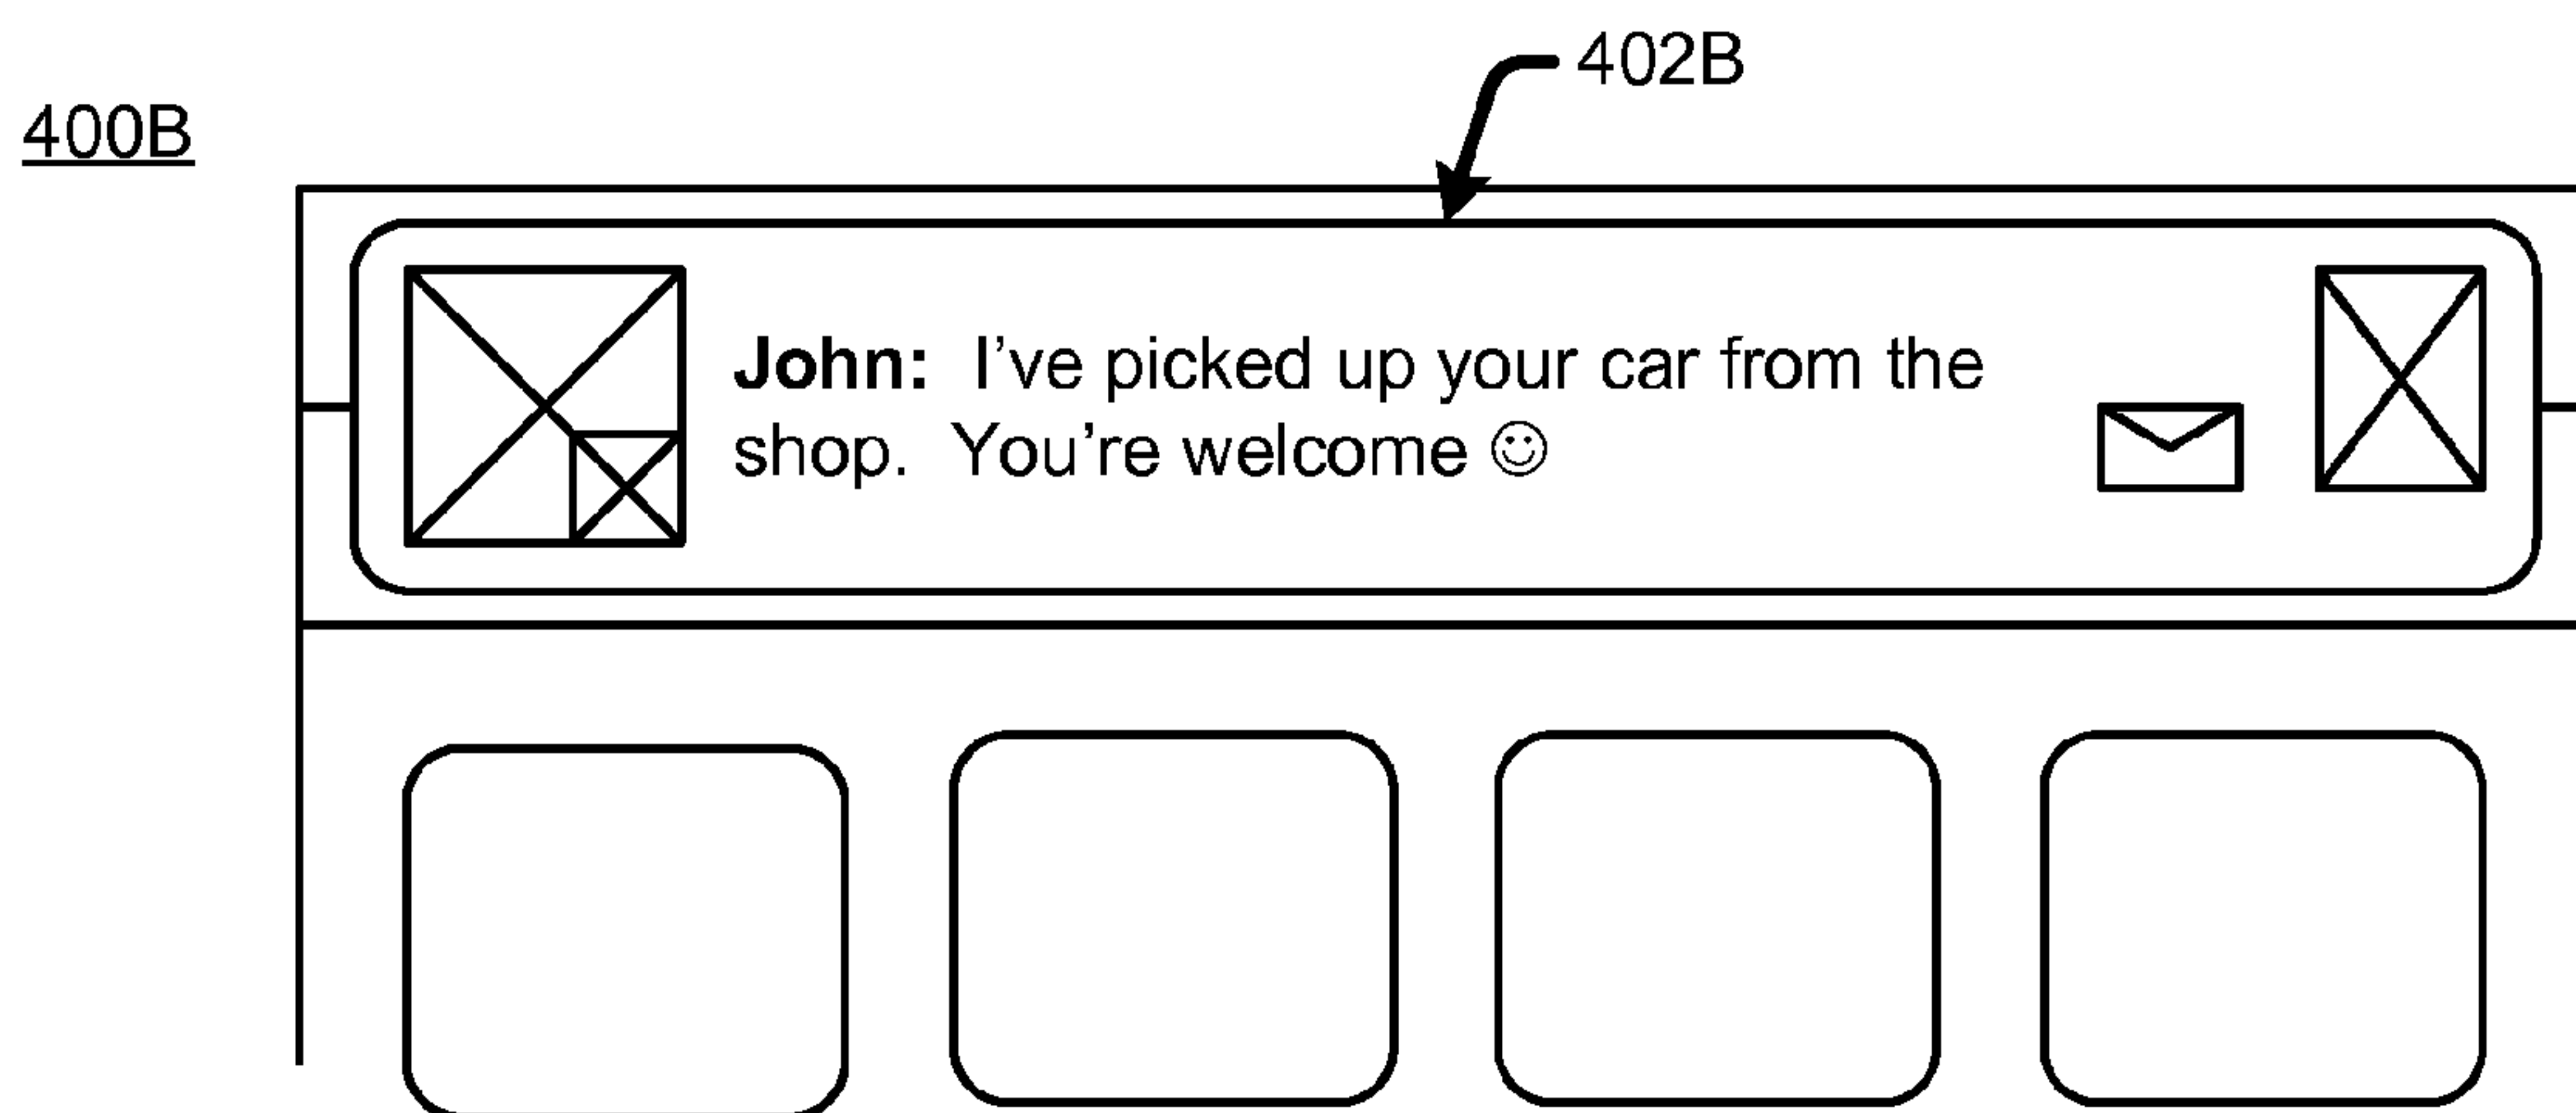 402B
400B
John:  I've picked up your car from the
shop.  You're welcome ☺